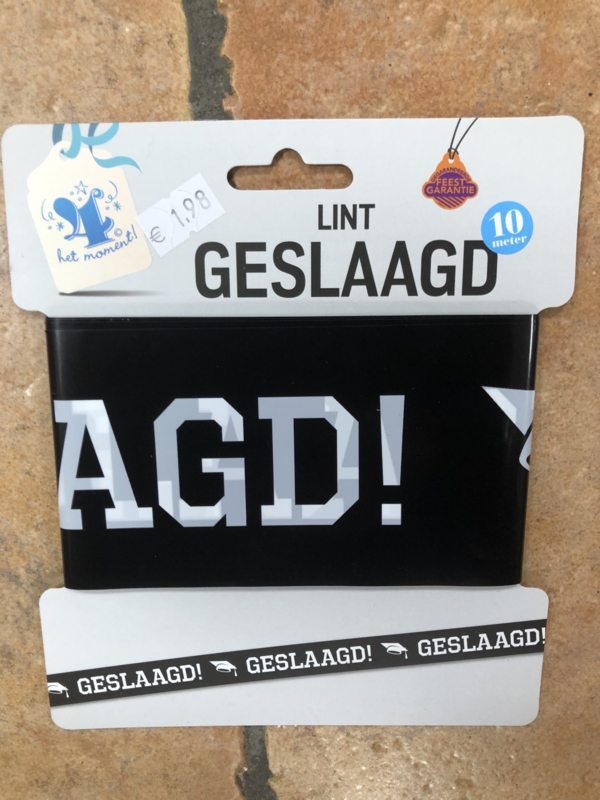 4
het moment!
€ 1,98
FEEST
GARANTIE
LINT
GESLAAGD
10
meter
AGD!
GESLAAGD! GESLAAGD! GESLAAGD!